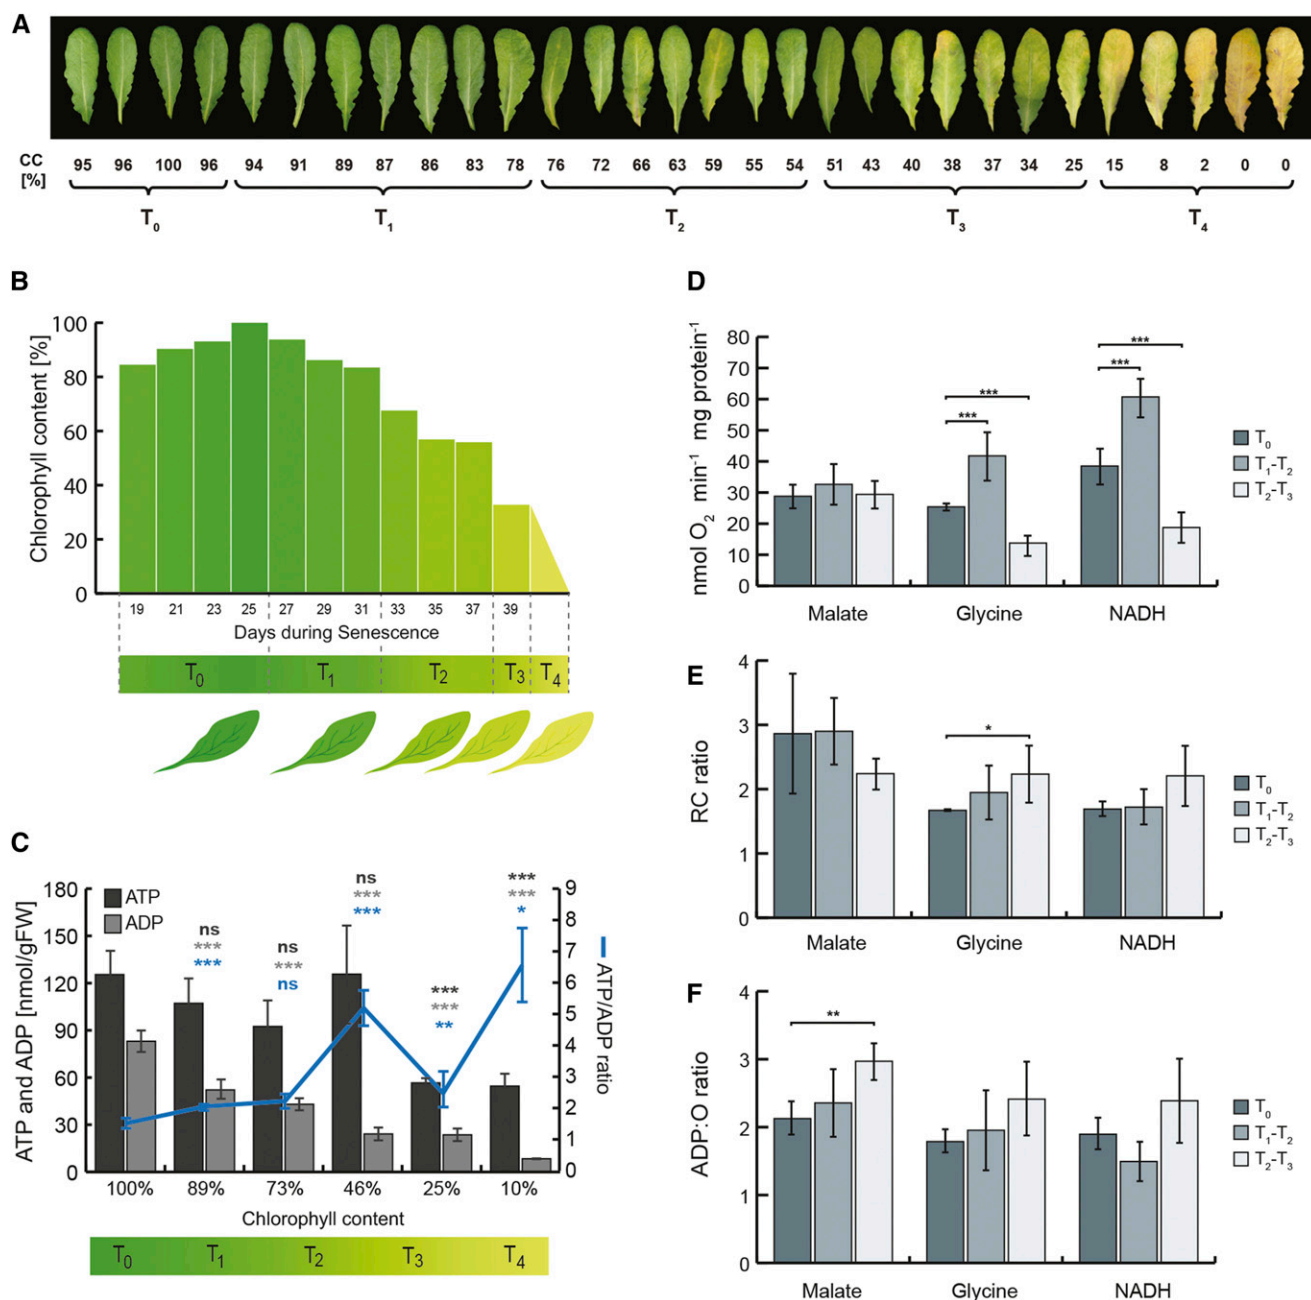 A
CC [%] 95 96 100 96 94 91 89 87 86 83 78 76 72 66 63 59 55 54 51 43 40 38 37 34 25 15 8 2 0 0
T0 T1 T2 T3 T4
B
Chlorophyll content [%]
100
80
60
40
20
0
19 21 23 25 27 29 31 33 35 37 39
Days during Senescence
T0 T1 T2 T3 T4
C
ATP and ADP [nmol/gFW]
180
150
120
90
60
30
0
ATP
ADP
ns
***
***
ns
***
ns
ns
***
***
***
***
**
***
***
*
9
8
7
6
5
4
3
2
1
0
ATP/ADP ratio
100% 89% 73% 46% 25% 10%
Chlorophyll content
T0 T1 T2 T3 T4
D
nmol O2 min-1 mg protein-1
80
70
60
50
40
30
20
10
0
***
***
***
***
Malate Glycine NADH
T0
T1-T2
T2-T3
E
RC ratio
4
3
2
1
0
*
Malate Glycine NADH
T0
T1-T2
T2-T3
F
ADP:O ratio
4
3
2
1
0
**
Malate Glycine NADH
T0
T1-T2
T2-T3